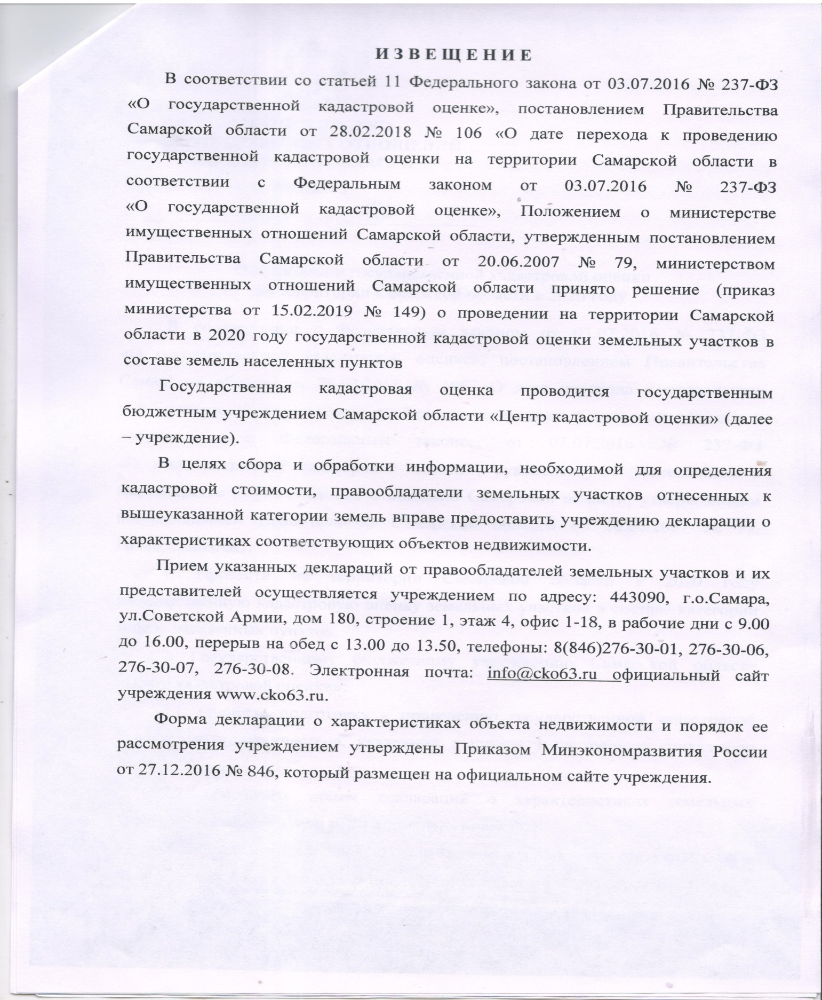 ИЗВЕЩЕНИЕ
В соответствии со статьей 11 Федерального закона от 03.07.2016 № 237-ФЗ
«О государственной кадастровой оценке», постановлением Правительства
Самарской области от 28.02.2018 № 106 «О дате перехода к проведению
государственной кадастровой оценки на территории Самарской области в
соответствии с Федеральным законом от 03.07.2016 № 237-ФЗ
«О государственной кадастровой оценке», Положением о министерстве
имущественных отношений Самарской области, утвержденным постановлением
Правительства Самарской области от 20.06.2007 № 79, министерством
имущественных отношений Самарской области принято решение (приказ
министерства от 15.02.2019 № 149) о проведении на территории Самарской
области в 2020 году государственной кадастровой оценки земельных участков в
составе земель населенных пунктов
Государственная кадастровая оценка проводится государственным
бюджетным учреждением Самарской области «Центр кадастровой оценки» (далее
– учреждение).
В целях сбора и обработки информации, необходимой для определения
кадастровой стоимости, правообладатели земельных участков отнесенных к
вышеуказанной категории земель вправе предоставить учреждению декларации о
характеристиках соответствующих объектов недвижимости.
Прием указанных деклараций от правообладателей земельных участков и их
представителей осуществляется учреждением по адресу: 443090, г.о.Самара,
ул.Советской Армии, дом 180, строение 1, этаж 4, офис 1-18, в рабочие дни с 9.00
до 16.00, перерыв на обед с 13.00 до 13.50, телефоны: 8(846)276-30-01, 276-30-06,
276-30-07, 276-30-08. Электронная почта: info@cko63.ru официальный сайт
учреждения www.cko63.ru.
Форма декларации о характеристиках объекта недвижимости и порядок ее
рассмотрения учреждением утверждены Приказом Минэкономразвития России
от 27.12.2016 № 846, который размещен на официальном сайте учреждения.